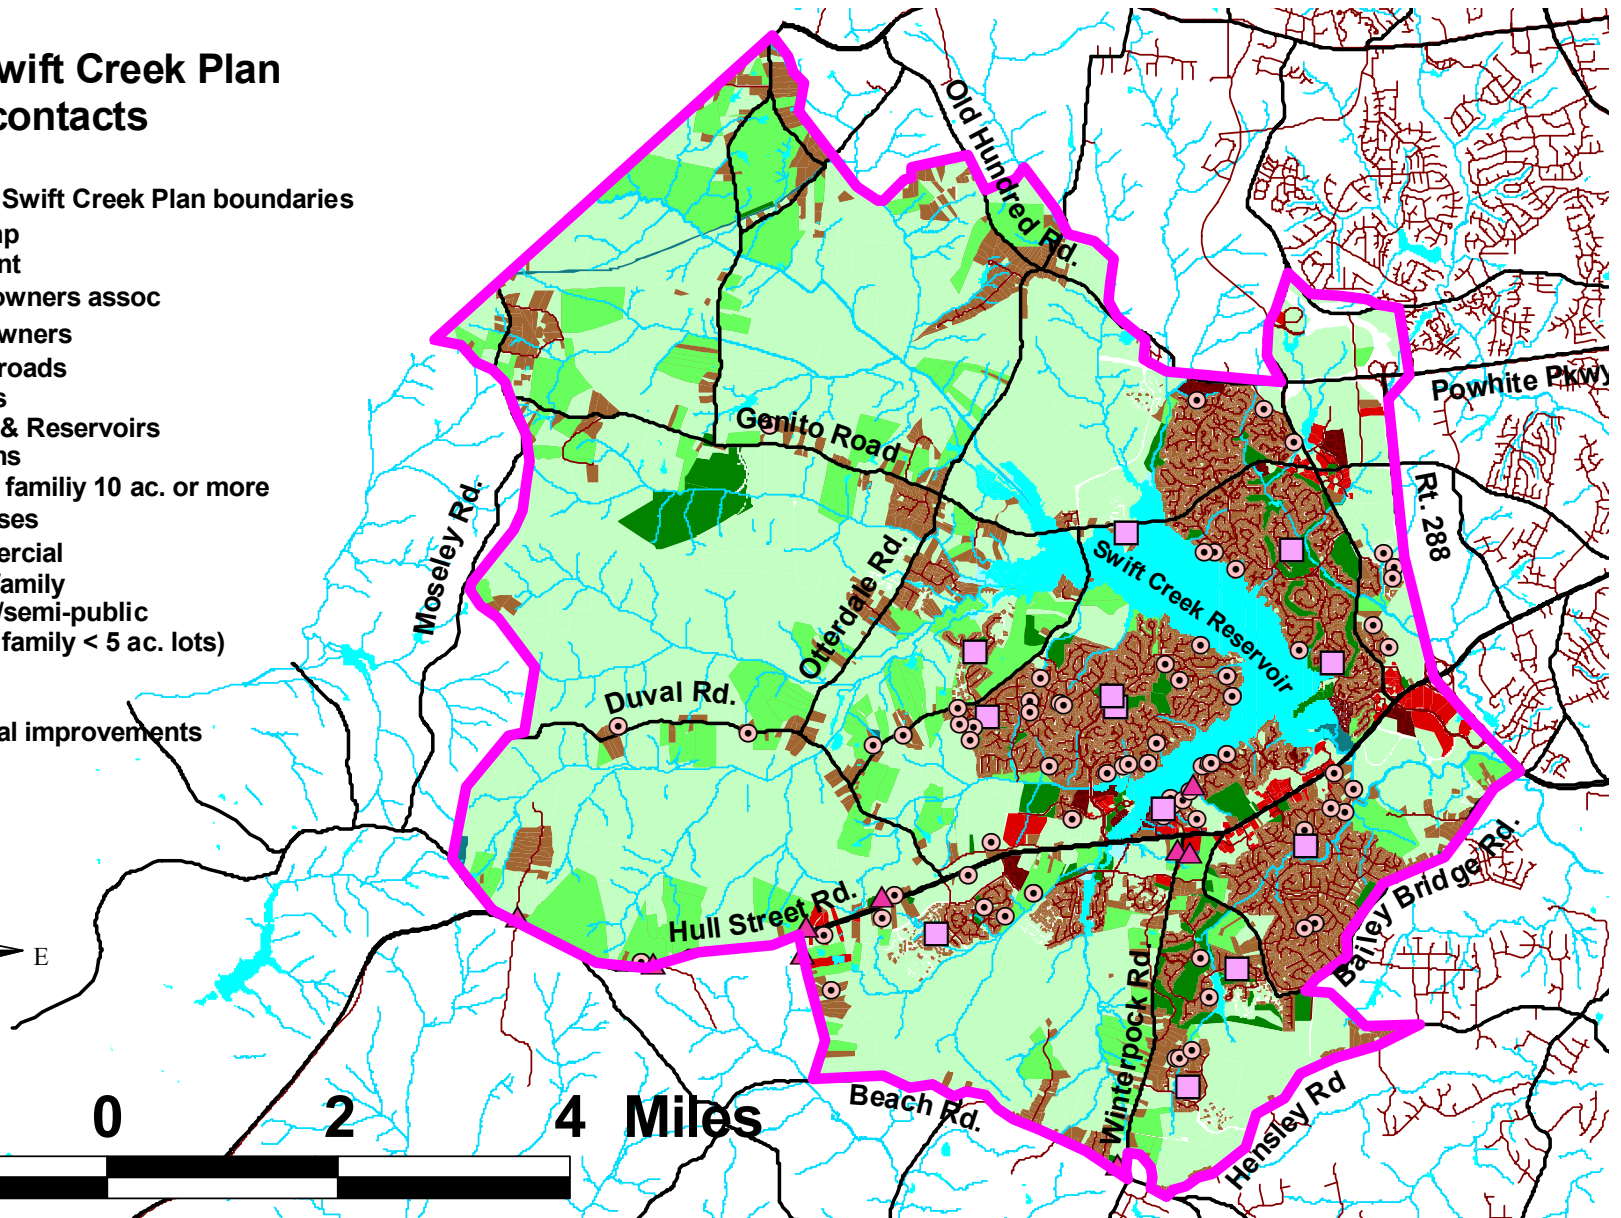 wift Creek Plan
contacts
Swift Creek Plan boundaries
np
nt
owners assoc
wners
roads
s
& Reservoirs
ns
familiy 10 ac. or more
ses
ercial
family
/semi-public
family < 5 ac. lots)
al improvements
Old Hundred Rd.
Powhite Pkwy
Genito Road
Rt. 288
Moseley Rd.
Swift Creek Reservoir
Otterdale Rd.
Duval Rd.
Hull Street Rd.
Bailey Bridge Rd.
Winterpock Rd.
Beach Rd.
Hensley Rd
E
0 2 4 Miles